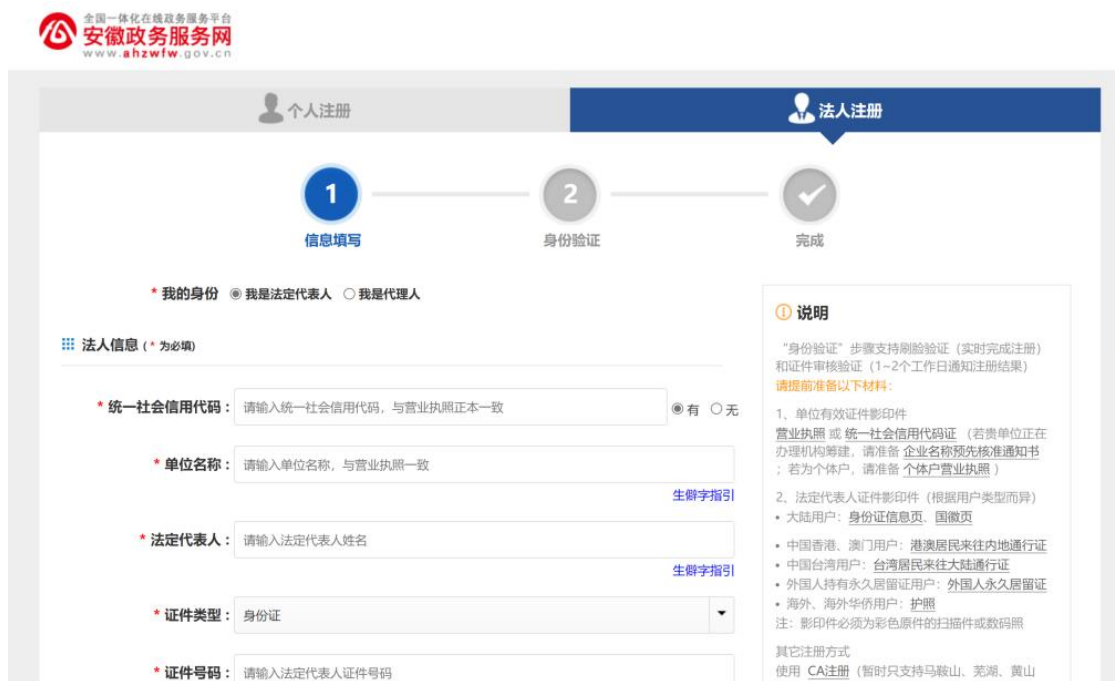 全国一体化在线政务服务平台
安徽政务服务网
www.ahzwfw.gov.cn
个人注册
法人注册
1
2
信息填写
身份验证
完成
* 我的身份 我是法定代表人 我是代理人
法人信息 ( * 为必填)
* 统一社会信用代码： 请输入统一社会信用代码，与营业执照正本一致 有 无
* 单位名称： 请输入单位名称，与营业执照一致
生僻字指引
* 法定代表人： 请输入法定代表人姓名
生僻字指引
* 证件类型： 身份证
* 证件号码： 请输入法定代表人证件号码
说明
“身份验证”步骤支持刷脸验证（实时完成注册）
和证件审核验证（1~2个工作日通知注册结果）
请提前准备以下材料：
1、单位有效证件影印件
营业执照 或 统一社会信用代码证 （若贵单位正在
办理机构筹建，请准备 企业名称预先核准通知书
；若为个体户，请准备 个体户营业执照 ）
2、法定代表人证件影印件（根据用户类型而异）
• 大陆用户：身份证信息页、国徽页
• 中国香港、澳门用户：港澳居民来往内地通行证
• 中国台湾用户：台湾居民来往大陆通行证
• 外国人持有永久居留证用户：外国人永久居留证
• 海外、海外华侨用户：护照
注：影印件必须为彩色原件的扫描件或数码照
其它注册方式
使用 CA注册（暂时只支持马鞍山、芜湖、黄山